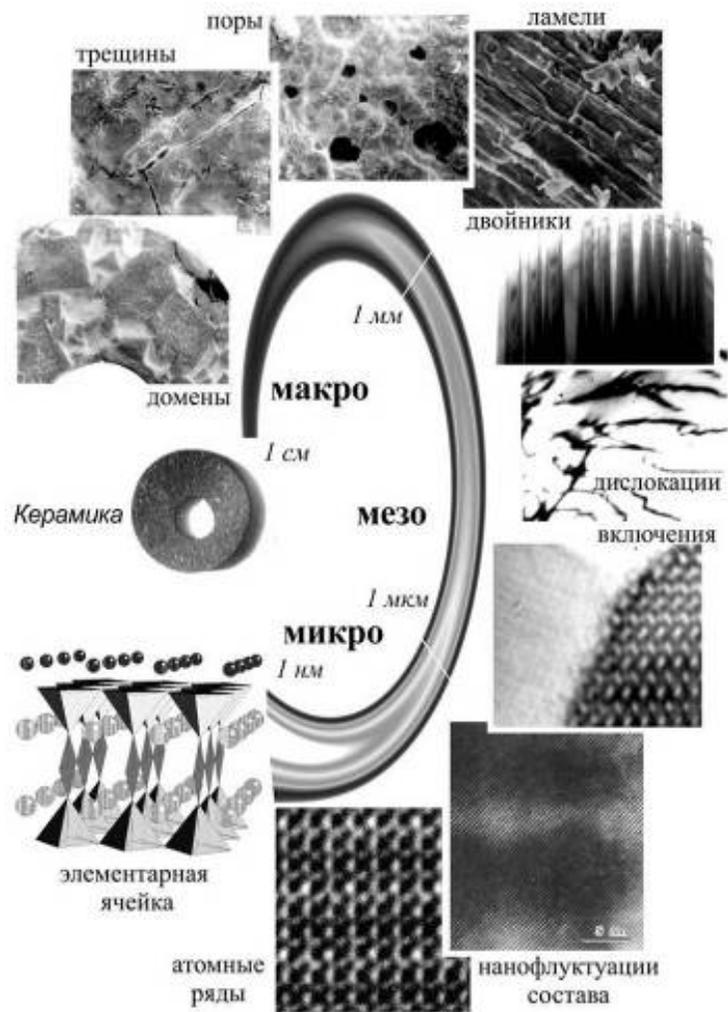 поры
ламели
трещины
двойники
1 мм
домены
макро
1 см
Керамика
мезо
дислокации
включения
1 мкм
микро
1 нм
элементарная
ячейка
атомные
ряды
нанофлуктуации
состава